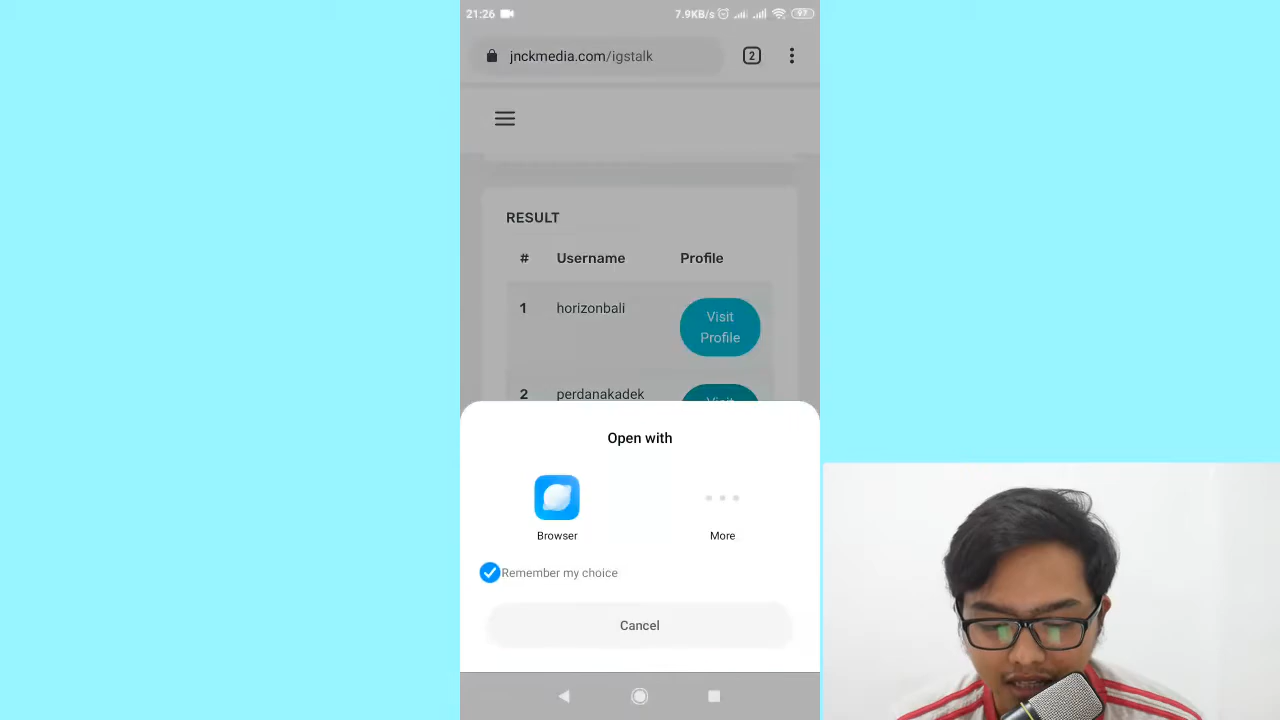 21:26 7.9KB/s 97
jnckmedia.com/igstalk 2
RESULT
# Username Profile
1 horizonbali Visit
Profile
2 perdanakadek Visit
Open with
Browser More
Remember my choice
Cancel